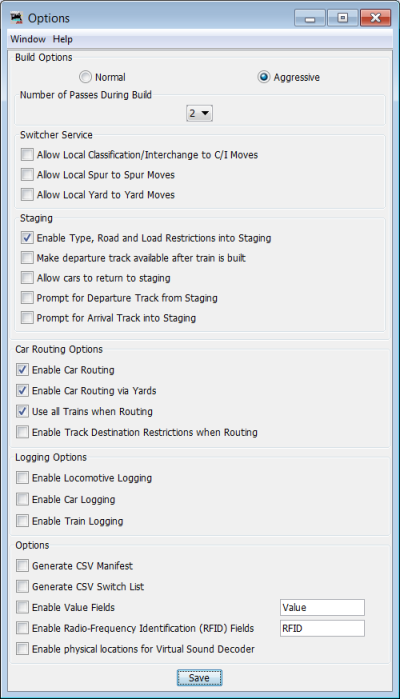 Options
Window Help
Build Options
Normal Aggressive
Number of Passes During Build
2
Switcher Service
Allow Local Classification/Interchange to C/I Moves
Allow Local Spur to Spur Moves
Allow Local Yard to Yard Moves
Staging
Enable Type, Road and Load Restrictions into Staging
Make departure track available after train is built
Allow cars to return to staging
Prompt for Departure Track from Staging
Prompt for Arrival Track into Staging
Car Routing Options
Enable Car Routing
Enable Car Routing via Yards
Use all Trains when Routing
Enable Track Destination Restrictions when Routing
Logging Options
Enable Locomotive Logging
Enable Car Logging
Enable Train Logging
Options
Generate CSV Manifest
Generate CSV Switch List
Enable Value Fields Value
Enable Radio-Frequency Identification (RFID) Fields RFID
Enable physical locations for Virtual Sound Decoder
Save